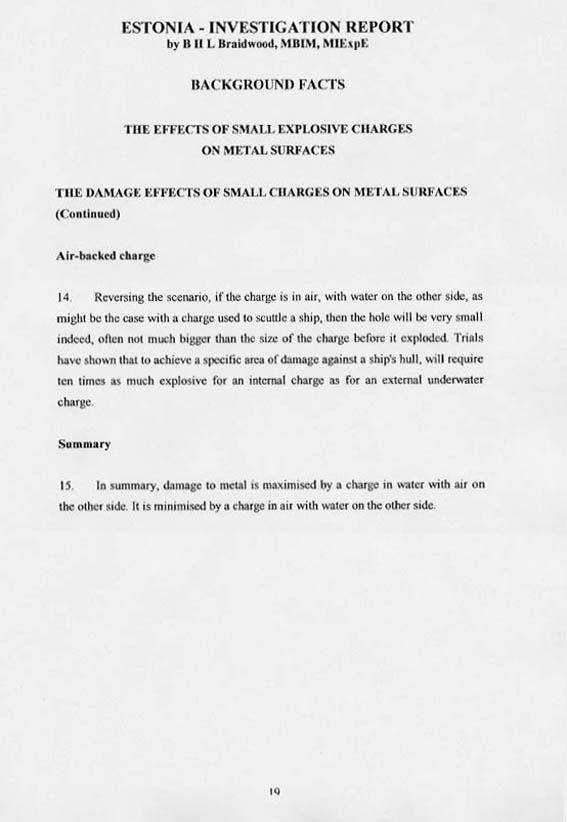 ESTONIA - INVESTIGATION REPORT
by B H L Braidwood, MBIM, MIExpE
BACKGROUND FACTS
THE EFFECTS OF SMALL EXPLOSIVE CHARGES
ON METAL SURFACES
THE DAMAGE EFFECTS OF SMALL CHARGES ON METAL SURFACES
(Continued)
Air-backed charge
14. Reversing the scenario, if the charge is in air, with water on the other side, as
might be the case with a charge used to scuttle a ship, then the hole will be very small
indeed, often not much bigger than the size of the charge before it exploded. Trials
have shown that to achieve a specific area of damage against a ship's hull, will require
ten times as much explosive for an internal charge as for an external underwater
charge.
Summary
15. In summary, damage to metal is maximised by a charge in water with air on
the other side. It is minimised by a charge in air with water on the other side.
19